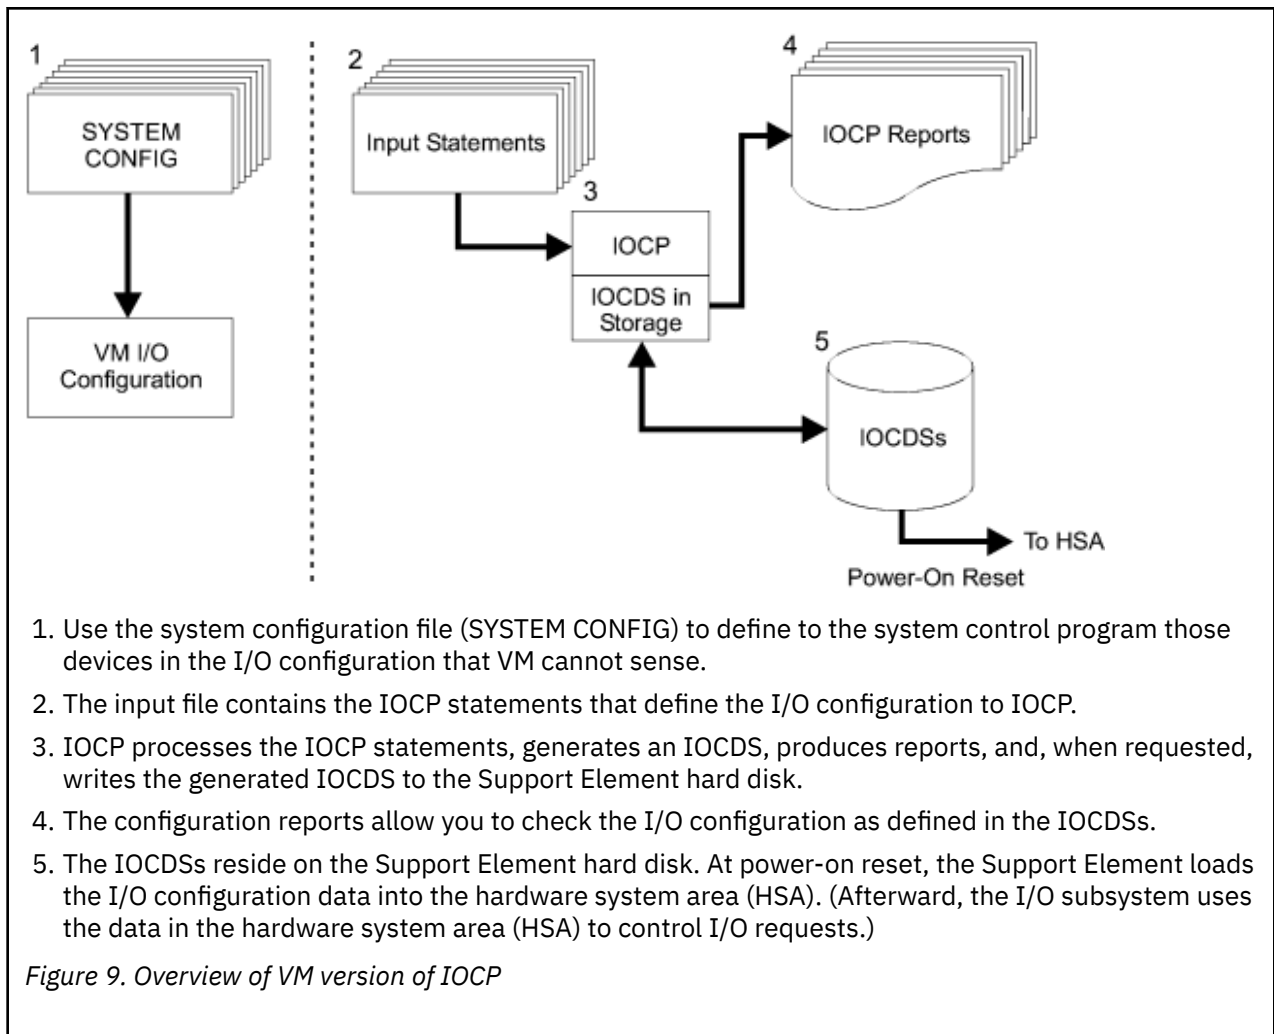 1
SYSTEM
CONFIG
VM I/O
Configuration
2
Input Statements
3
IOCP
IOCDS in
Storage
4
IOCP Reports
5
IOCDSs
To HSA
Power-On Reset
1. Use the system configuration file (SYSTEM CONFIG) to define to the system control program those
devices in the I/O configuration that VM cannot sense.
2. The input file contains the IOCP statements that define the I/O configuration to IOCP.
3. IOCP processes the IOCP statements, generates an IOCDS, produces reports, and, when requested,
writes the generated IOCDS to the Support Element hard disk.
4. The configuration reports allow you to check the I/O configuration as defined in the IOCDSs.
5. The IOCDSs reside on the Support Element hard disk. At power-on reset, the Support Element loads
the I/O configuration data into the hardware system area (HSA). (Afterward, the I/O subsystem uses
the data in the hardware system area (HSA) to control I/O requests.)
Figure 9. Overview of VM version of IOCP